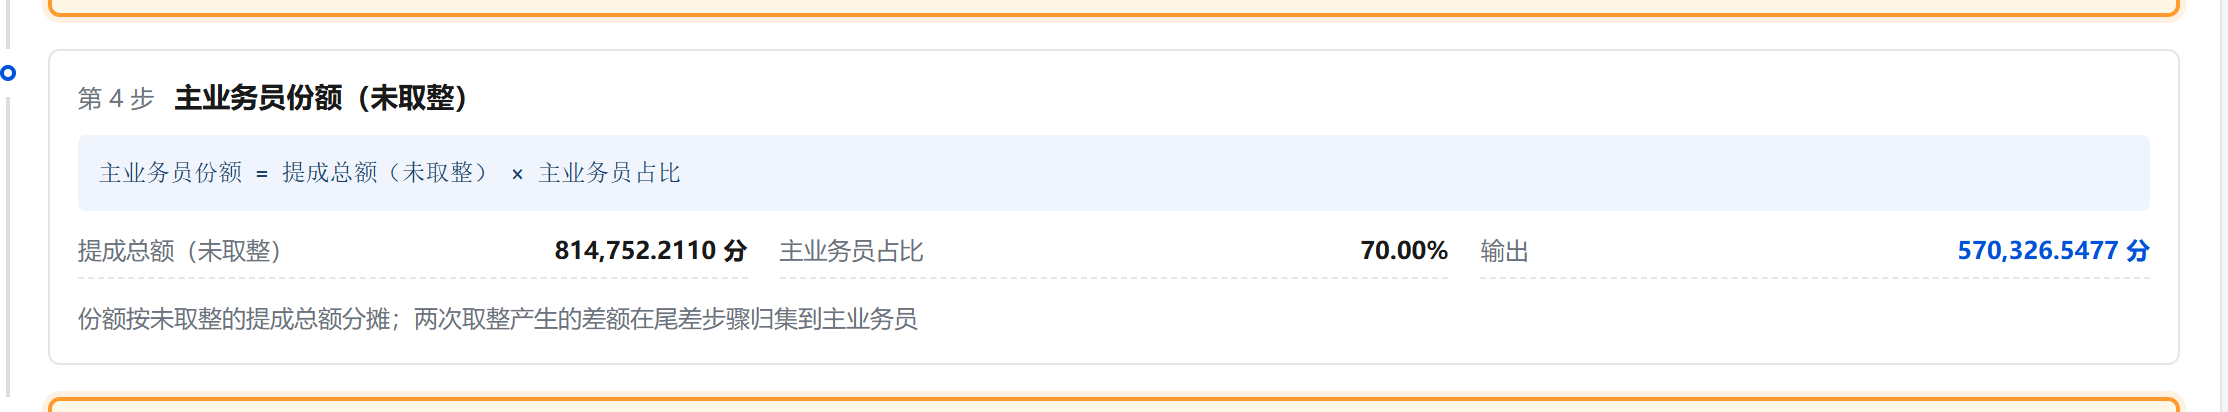 第 4 步 主业务员份额（未取整）
主业务员份额 = 提成总额（未取整） × 主业务员占比
提成总额（未取整） 814,752.2110 分 主业务员占比 70.00% 输出 570,326.5477 分
份额按未取整的提成总额分摊；两次取整产生的差额在尾差步骤归集到主业务员